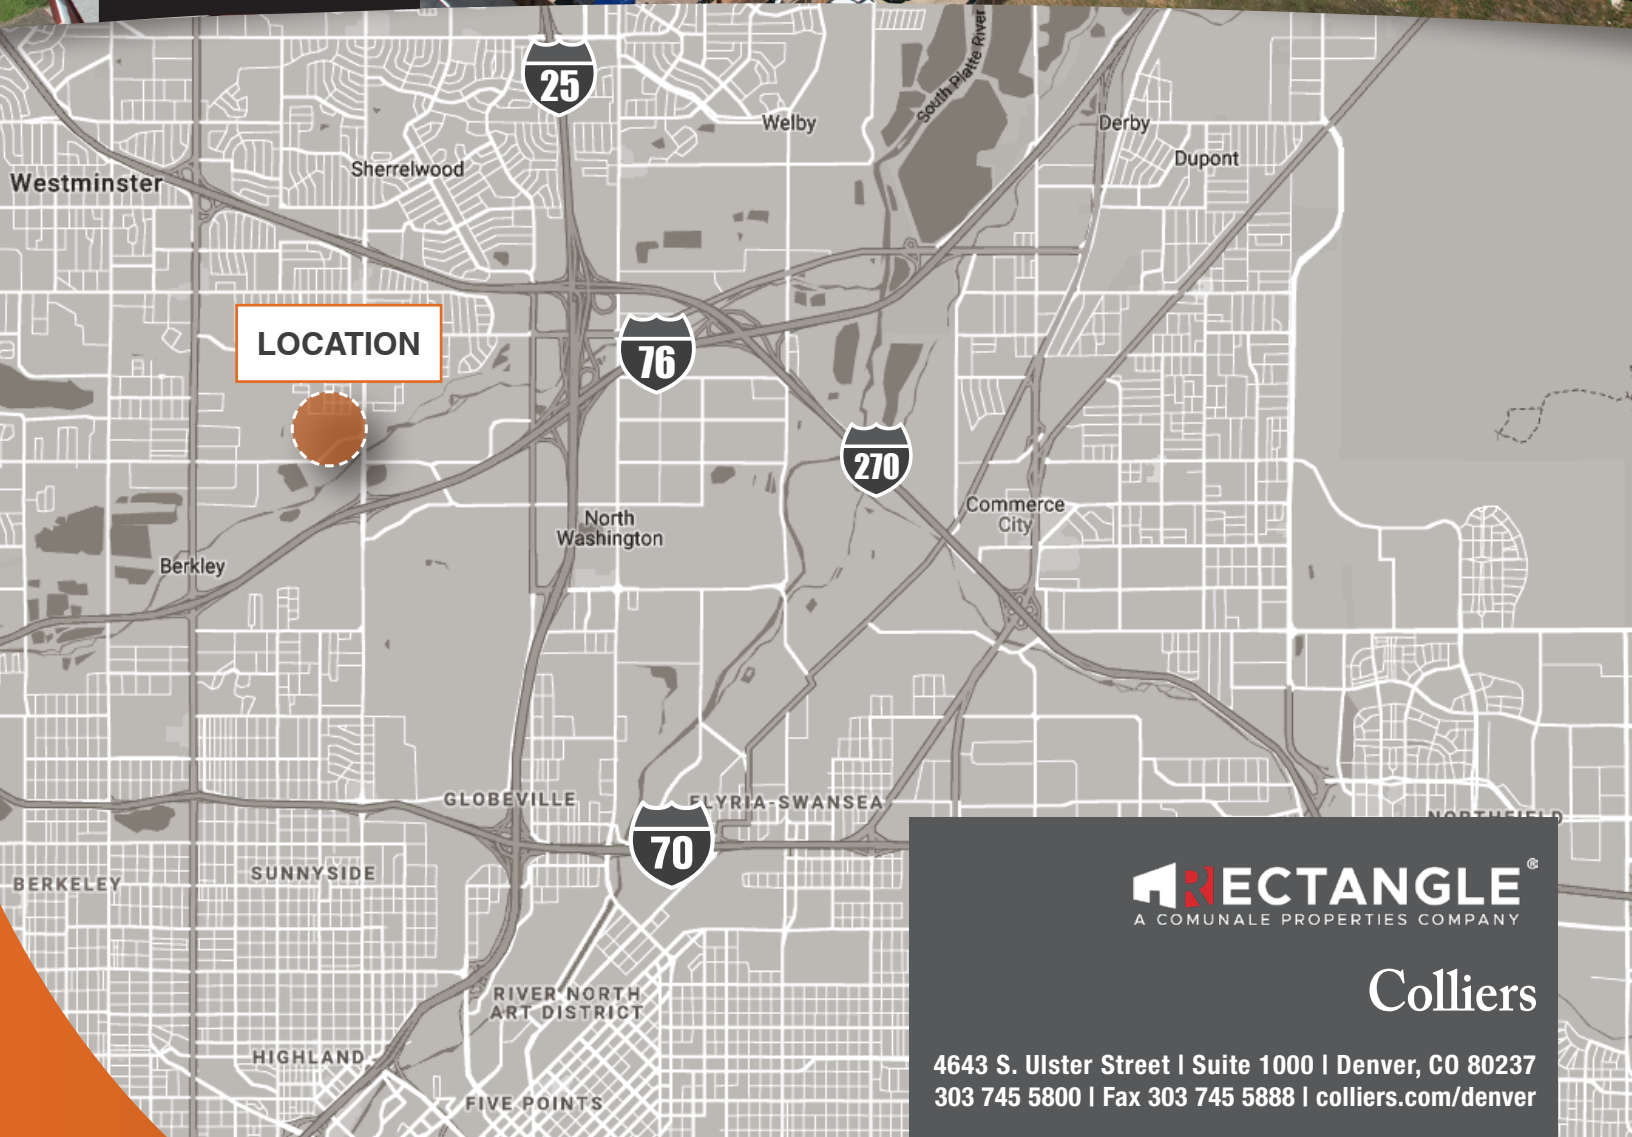 25
South Platte River
Welby
Derby
Dupont
Sherrelwood
Westminster
LOCATION
76
270
Commerce
City
North
Washington
Berkley
GLOBEVILLE
ELYRIA-SWANSEA
NORTHFIELD
70
SUNNYSIDE
BERKELEY
RECTANGLE®
A COMUNALE PROPERTIES COMPANY
Colliers
RIVER NORTH
ART DISTRICT
HIGHLAND
FIVE POINTS
4643 S. Ulster Street | Suite 1000 | Denver, CO 80237
303 745 5800 | Fax 303 745 5888 | colliers.com/denver